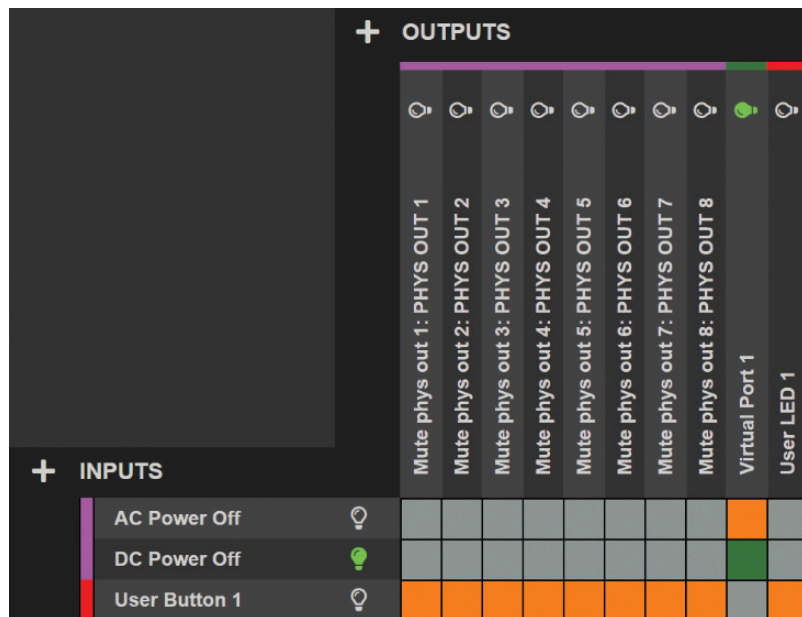 + OUTPUTS
Mute phys out 1: PHYS OUT 1
Mute phys out 2: PHYS OUT 2
Mute phys out 3: PHYS OUT 3
Mute phys out 4: PHYS OUT 4
Mute phys out 5: PHYS OUT 5
Mute phys out 6: PHYS OUT 6
Mute phys out 7: PHYS OUT 7
Mute phys out 8: PHYS OUT 8
Virtual Port 1
User LED 1
+ INPUTS
AC Power Off
DC Power Off
User Button 1